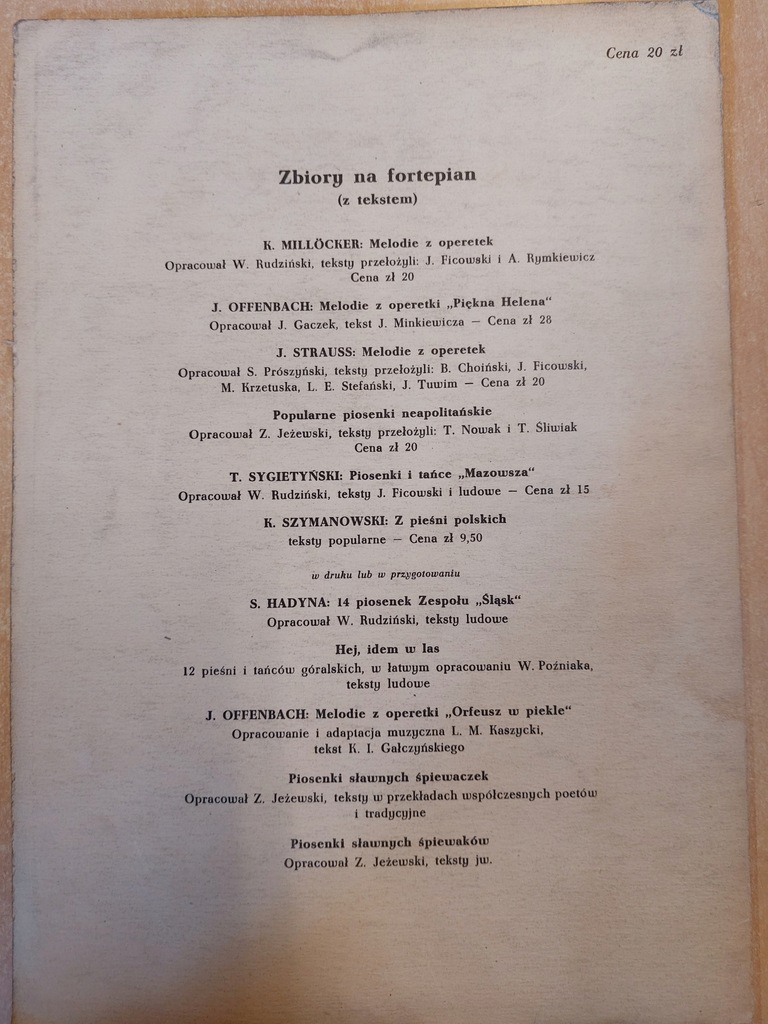 Cena 20 zł
Zbiory na fortepian
(z tekstem)
K. MILLÖCKER: Melodie z operetek
Opracował W. Rudziński, teksty przełożyli: J. Ficowski i A. Rymkiewicz
Cena zł 20
J. OFFENBACH: Melodie z operetki „Piękna Helena“
Opracował J. Gaczek, tekst J. Minkiewicza — Cena zł 28
J. STRAUSS: Melodie z operetek
Opracował S. Prószyński, teksty przełożyli: B. Choiński, J. Ficowski,
M. Krzetuska, L. E. Stefański, J. Tuwim — Cena zł 20
Popularne piosenki neapolitańskie
Opracował Z. Jeżewski, teksty przełożyli: T. Nowak i T. Śliwiak
Cena zł 20
T. SYGIETYŃSKI: Piosenki i tańce „Mazowsza“
Opracował W. Rudziński, teksty J. Ficowski i ludowe — Cena zł 15
K. SZYMANOWSKI: Z pieśni polskich
teksty popularne — Cena zł 9,50
w druku lub w przygotowaniu
S. HADYNA: 14 piosenek Zespołu „Śląsk“
Opracował W. Rudziński, teksty ludowe
Hej, idem w las
12 pieśni i tańców góralskich, w łatwym opracowaniu W. Poźniaka,
teksty ludowe
J. OFFENBACH: Melodie z operetki „Orfeusz w piekle“
Opracowanie i adaptacja muzyczna L. M. Kaszycki,
tekst K. I. Gałczyńskiego
Piosenki sławnych śpiewaczek
Opracował Z. Jeżewski, teksty w przekładach współczesnych poetów
i tradycyjne
Piosenki sławnych śpiewaków
Opracował Z. Jeżewski, teksty jw.